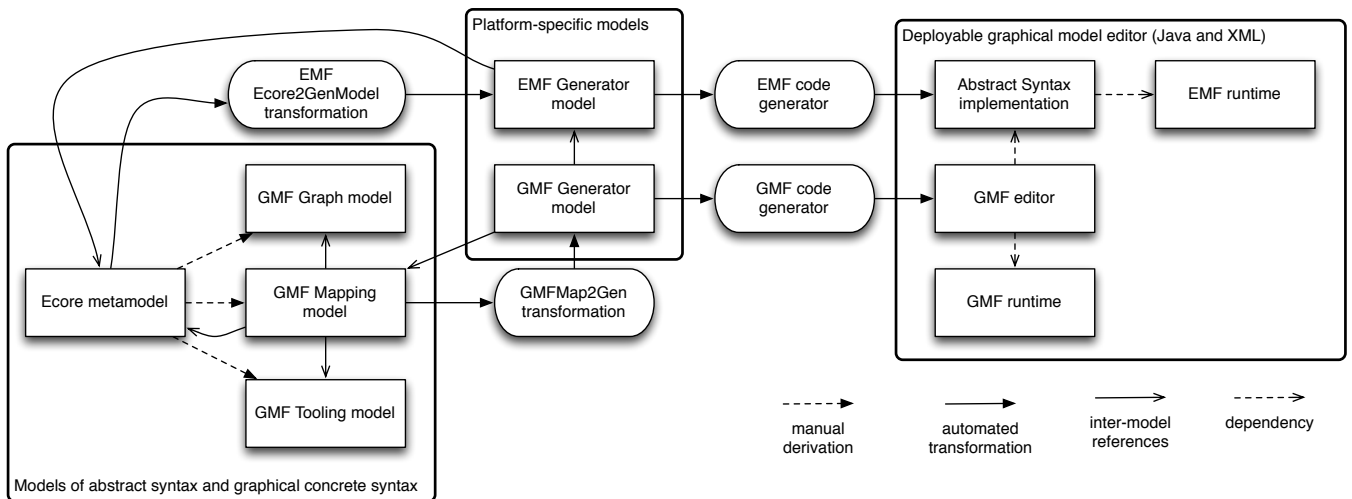 Platform-specific models
Deployable graphical model editor (Java and XML)
EMF
Ecore2GenModel
transformation
EMF Generator
model
EMF code
generator
Abstract Syntax
implementation
EMF runtime
GMF Graph model
GMF Generator
model
GMF code
generator
GMF editor
Ecore metamodel
GMF Mapping
model
GMFMap2Gen
transformation
GMF runtime
GMF Tooling model
manual
derivation
automated
transformation
inter-model
references
dependency
Models of abstract syntax and graphical concrete syntax